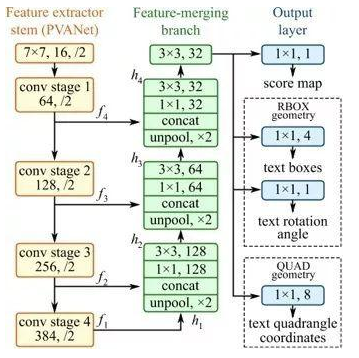 Feature extractor
stem (PVANet)
7×7, 16, /2
conv stage 1
64, /2
f4
conv stage 2
128, /2
f3
conv stage 3
256, /2
f2
conv stage 4
384, /2
f1
Feature-merging
branch
3×3, 32
h4
3×3, 32
1×1, 32
concat
unpool, ×2
h3
3×3, 64
1×1, 64
concat
unpool, ×2
h2
3×3, 128
1×1, 128
concat
unpool, ×2
h1
Output
layer
1×1, 1
score map
RBOX
geometry
1×1, 4
text boxes
1×1, 1
text rotation
angle
QUAD
geometry
1×1, 8
text quadrangle
coordinates